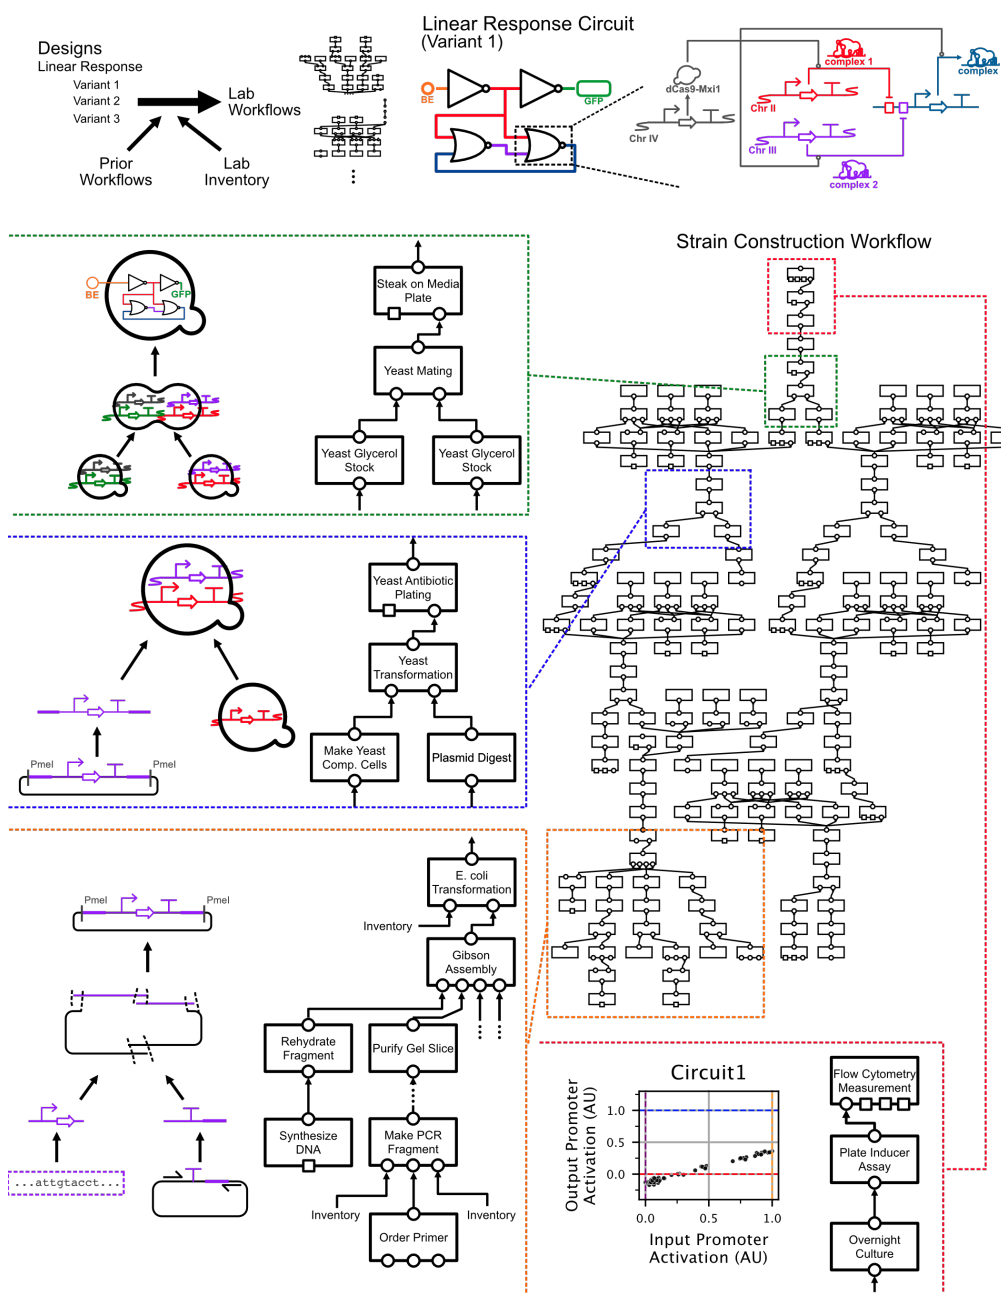 Designs
Linear Response
Variant 1
Variant 2
Variant 3
Lab
Workflows
Prior
Workflows
Lab
Inventory
Linear Response Circuit
(Variant 1)
BE
GFP
dCas9-Mxi1
Chr IV
complex 1
Chr II
Chr III
complex 2
complex
Strain Construction Workflow
BE
GFP
Steak on Media
Plate
Yeast Mating
Yeast Glycerol
Stock
Yeast Glycerol
Stock
Yeast Antibiotic
Plating
Yeast
Transformation
Make Yeast
Comp. Cells
Plasmid Digest
PmeI
PmeI
E. coli
Transformation
Inventory
Gibson
Assembly
Rehydrate
Fragment
Purify Gel Slice
Synthesize
DNA
Make PCR
Fragment
Inventory
Inventory
Order Primer
PmeI
PmeI
...attgtacct...
Circuit1
Output Promoter
Activation (AU)
1.0
0.5
0.0
0.0
0.5
1.0
Input Promoter
Activation (AU)
Flow Cytometry
Measurement
Plate Inducer
Assay
Overnight
Culture